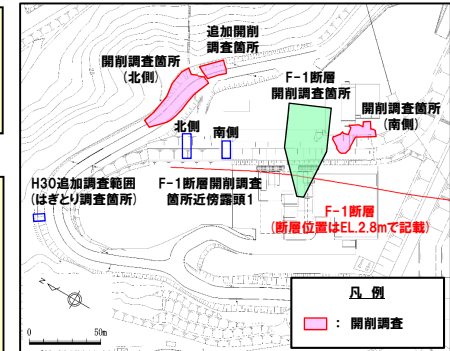 追加開削
調査箇所
開削調査箇所
(北側)
F-1断層
開削調査箇所
開削調査箇所
(南側)
北側
南側
H30追加調査範囲
(はぎとり調査箇所)
F-1断層開削調査
箇所近傍露頭1
F-1断層
(断層位置はEL.2.8mで記載)
N
0 50m
凡 例
: 開削調査